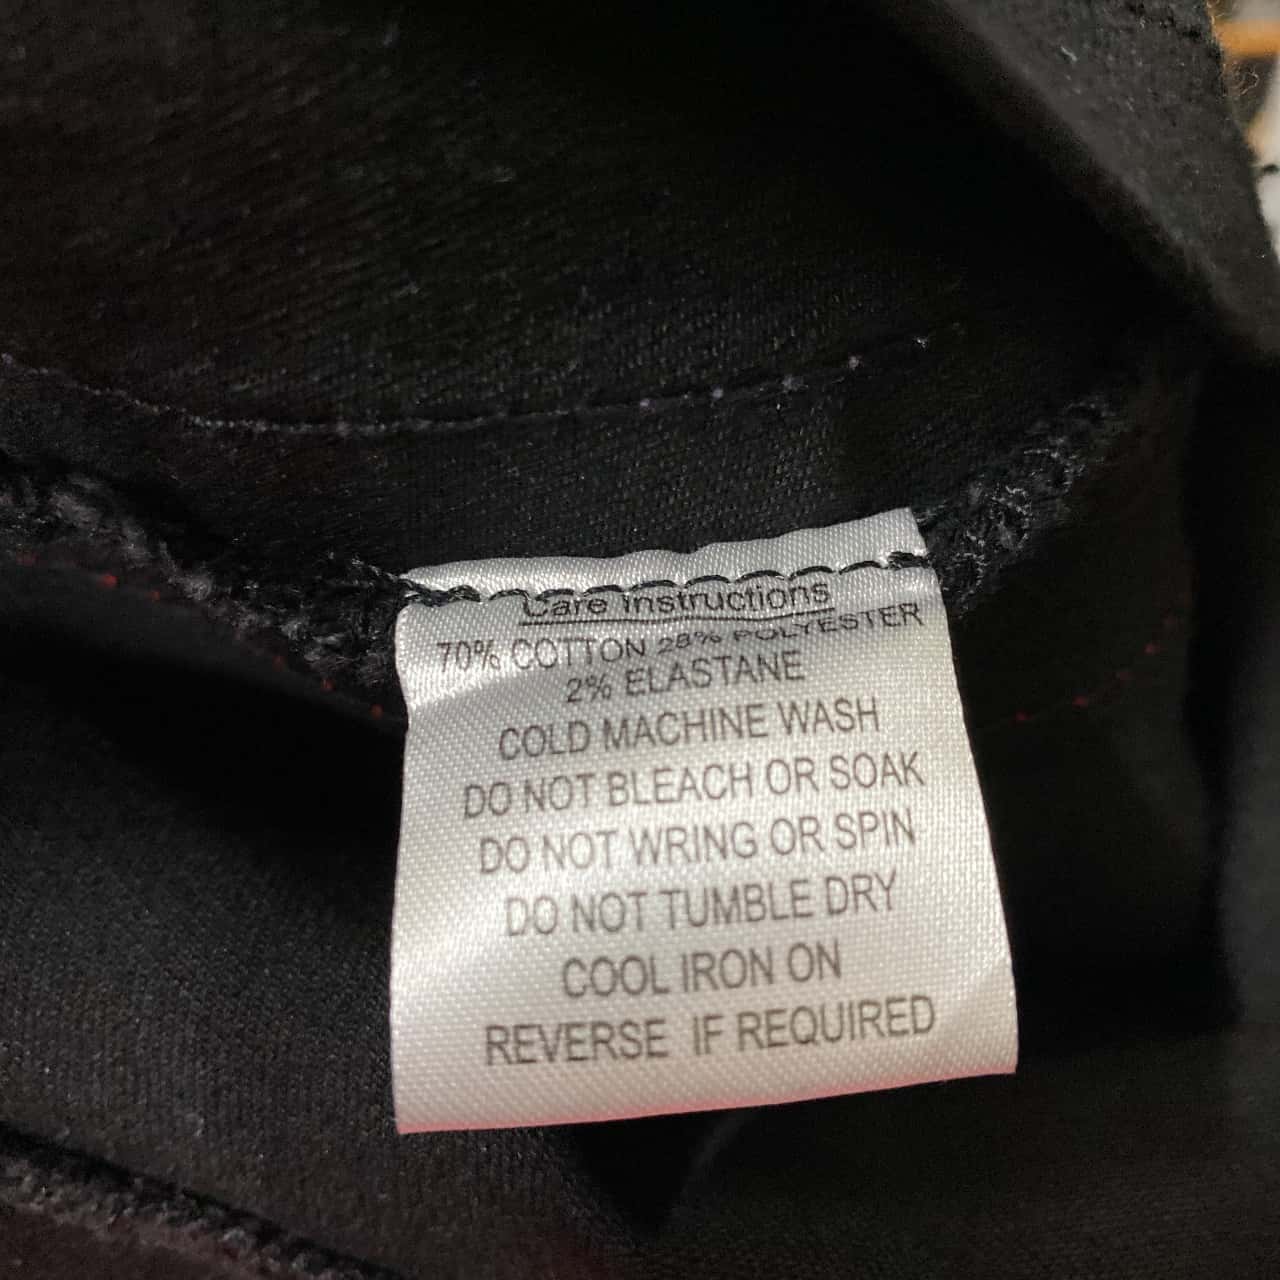 Care Instructions
70% COTTON 28% POLYESTER
2% ELASTANE
COLD MACHINE WASH
DO NOT BLEACH OR SOAK
DO NOT WRING OR SPIN
DO NOT TUMBLE DRY
COOL IRON ON
REVERSE IF REQUIRED